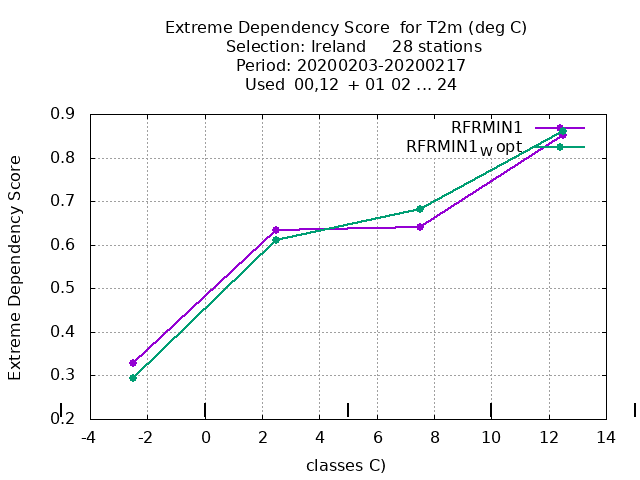 Extreme Dependency Score  for T2m (deg C)
Selection: Ireland     28 stations
Period: 20200203-20200217
Used  00,12  + 01 02 ... 24
RFRMIN1
RFRMIN1W opt
Extreme Dependency Score
0.9
0.8
0.7
0.6
0.5
0.4
0.3
0.2
-4 -2 0 2 4 6 8 10 12 14
classes C)